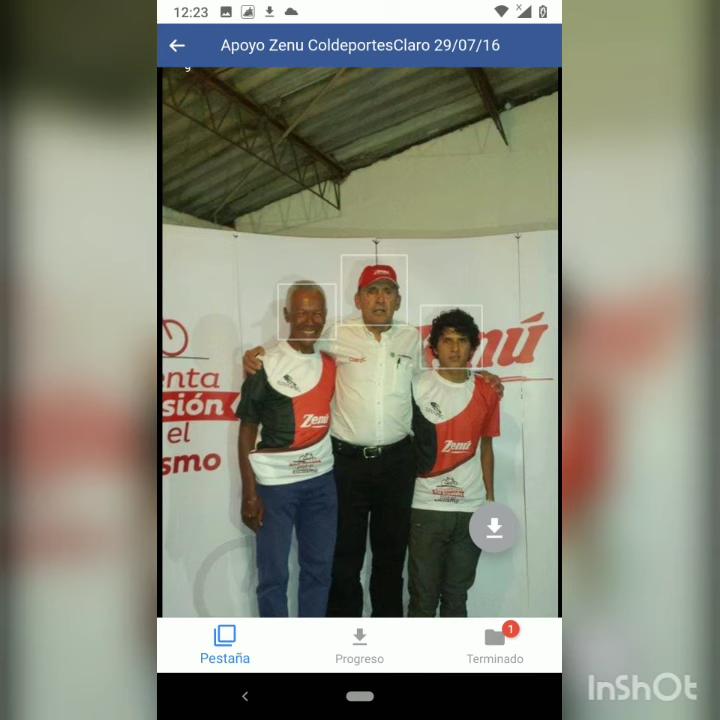 12:23
Apoyo Zenu ColdeportesClaro 29/07/16
g
Zenú
enta
sión
el
smo
nú
Zenú
Zenú
1
Pestaña
Progreso
Terminado
InShOt